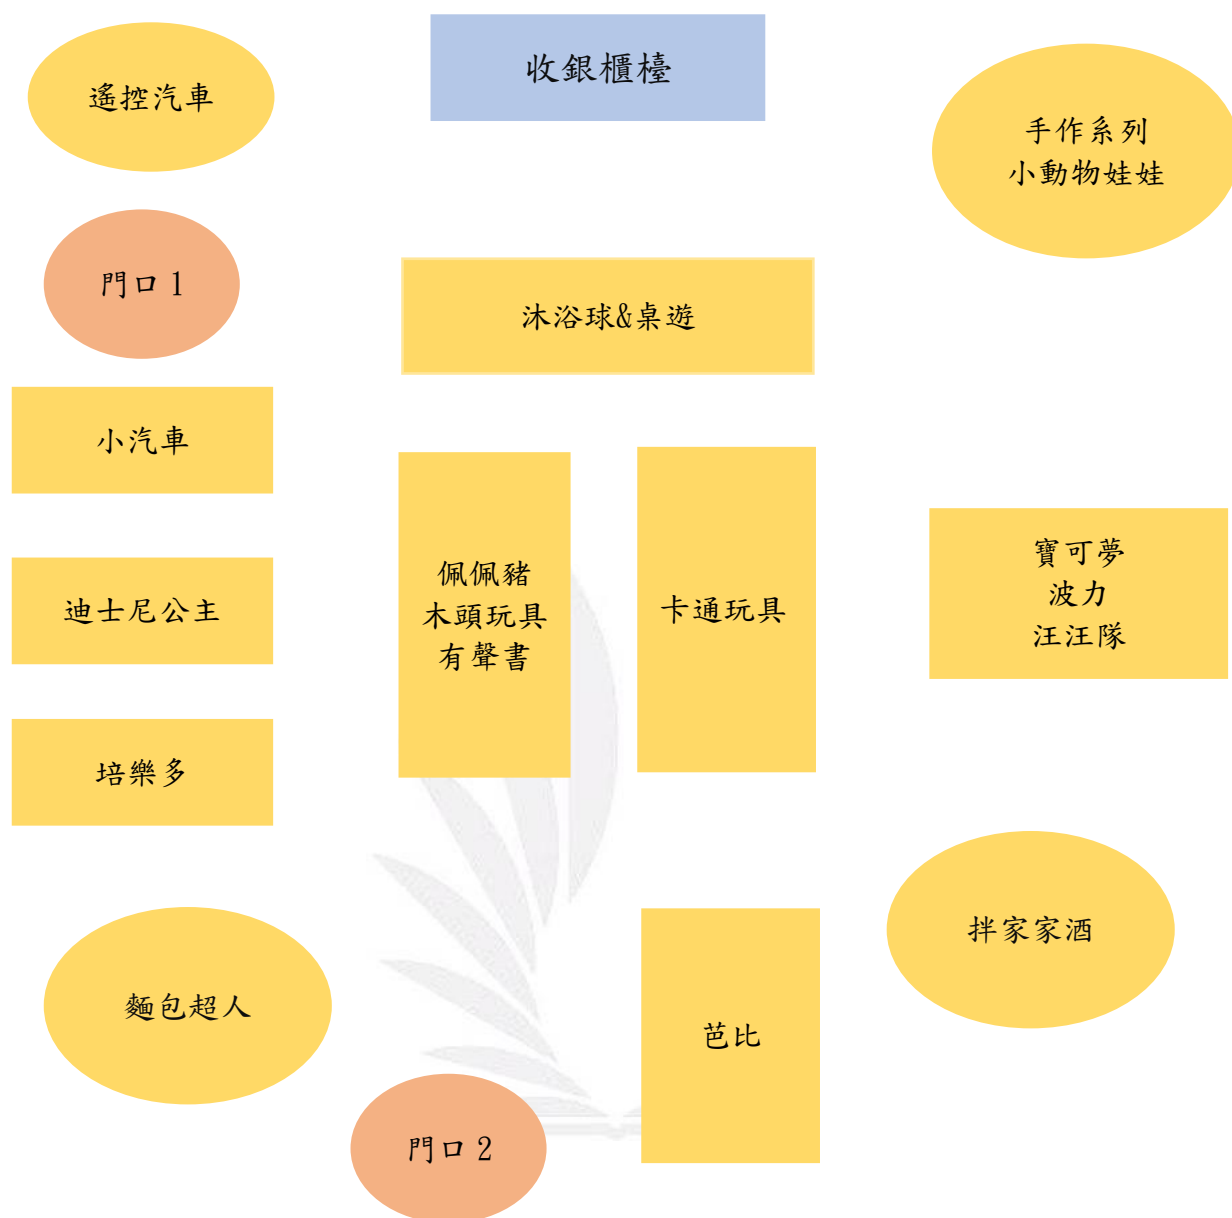 收銀櫃檯
遙控汽車
手作系列
小動物娃娃
門口 1
沐浴球&桌遊
小汽車
佩佩豬
木頭玩具
有聲書
卡通玩具
寶可夢
波力
汪汪隊
迪士尼公主
培樂多
拌家家酒
麵包超人
芭比
門口 2